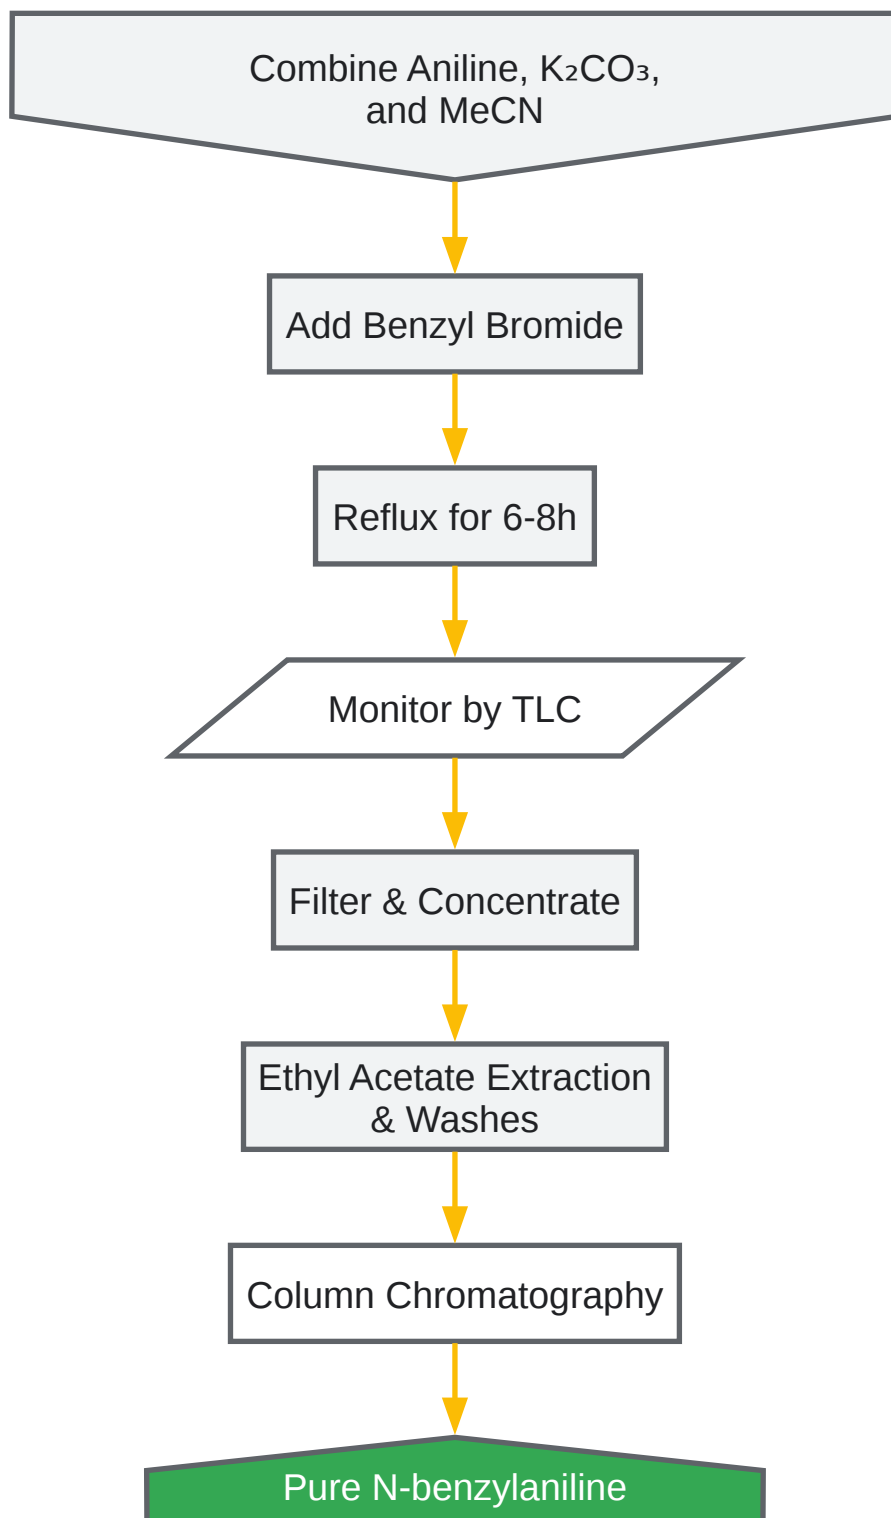 Combine Aniline, K₂CO₃,
and MeCN
Add Benzyl Bromide
Reflux for 6-8h
Monitor by TLC
Filter & Concentrate
Ethyl Acetate Extraction
& Washes
Column Chromatography
Pure N-benzylaniline